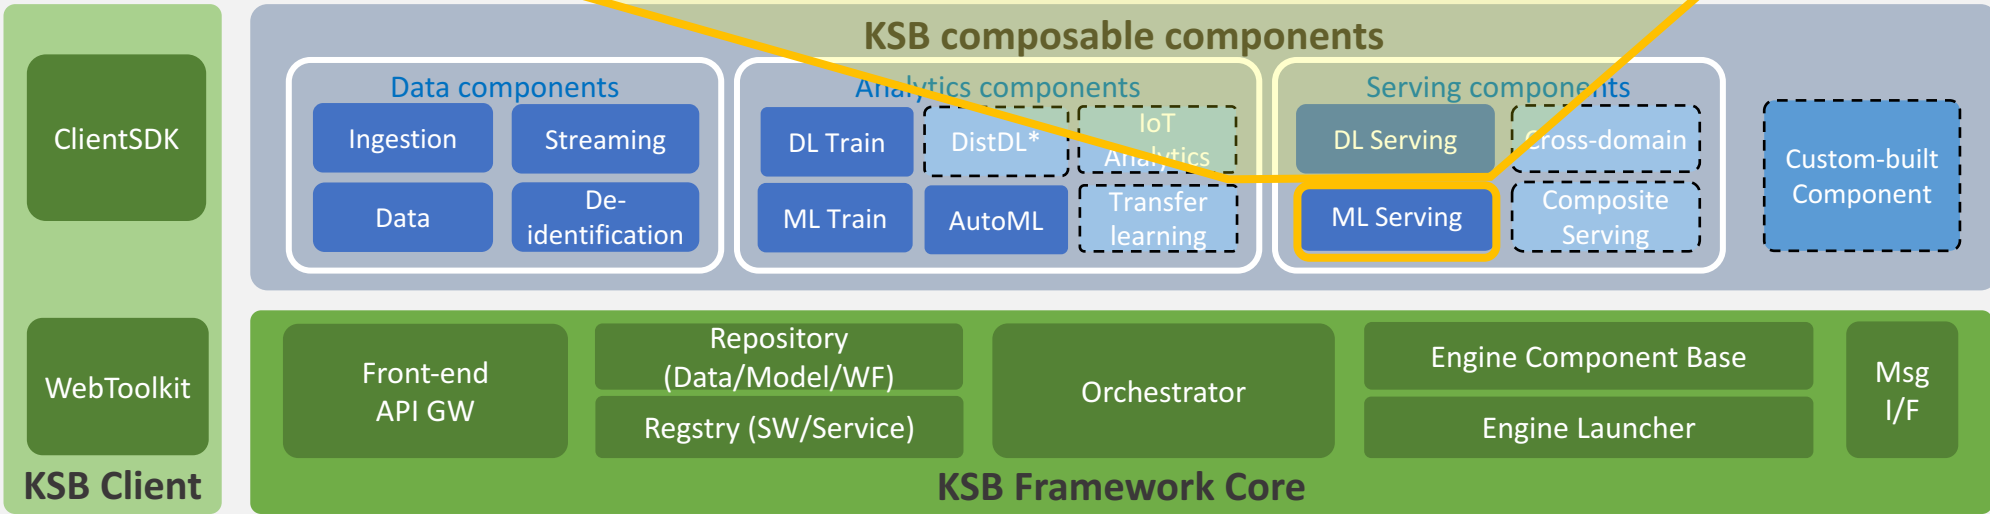 ClientSDK
WebToolkit
KSB Client
KSB composable components
Data components
Ingestion
Streaming
Data
De-
identification
Analytics components
DL Train
DistDL*
IoT
Analytics
ML Train
AutoML
Transfer
learning
Serving components
DL Serving
Cross-domain
ML Serving
Composite
Serving
Custom-built
Component
Front-end
API GW
Repository
(Data/Model/WF)
Regstry (SW/Service)
Orchestrator
Engine Component Base
Engine Launcher
Msg
I/F
KSB Framework Core